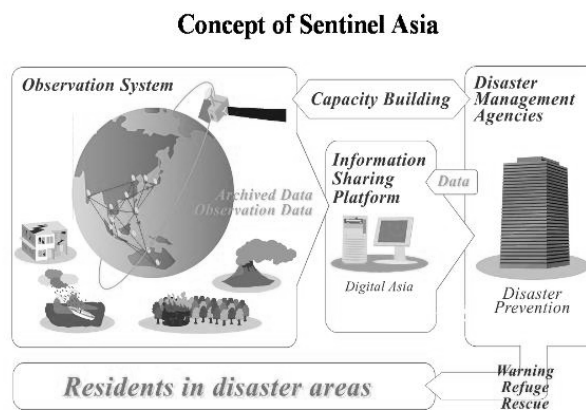 Concept of Sentinel Asia
Observation System
Archived Data
Observation Data
Capacity Building
Information
Sharing
Platform
Data
Digital Asia
Disaster
Management
Agencies
Disaster
Prevention
Warning
Refuge
Rescue
Residents in disaster areas